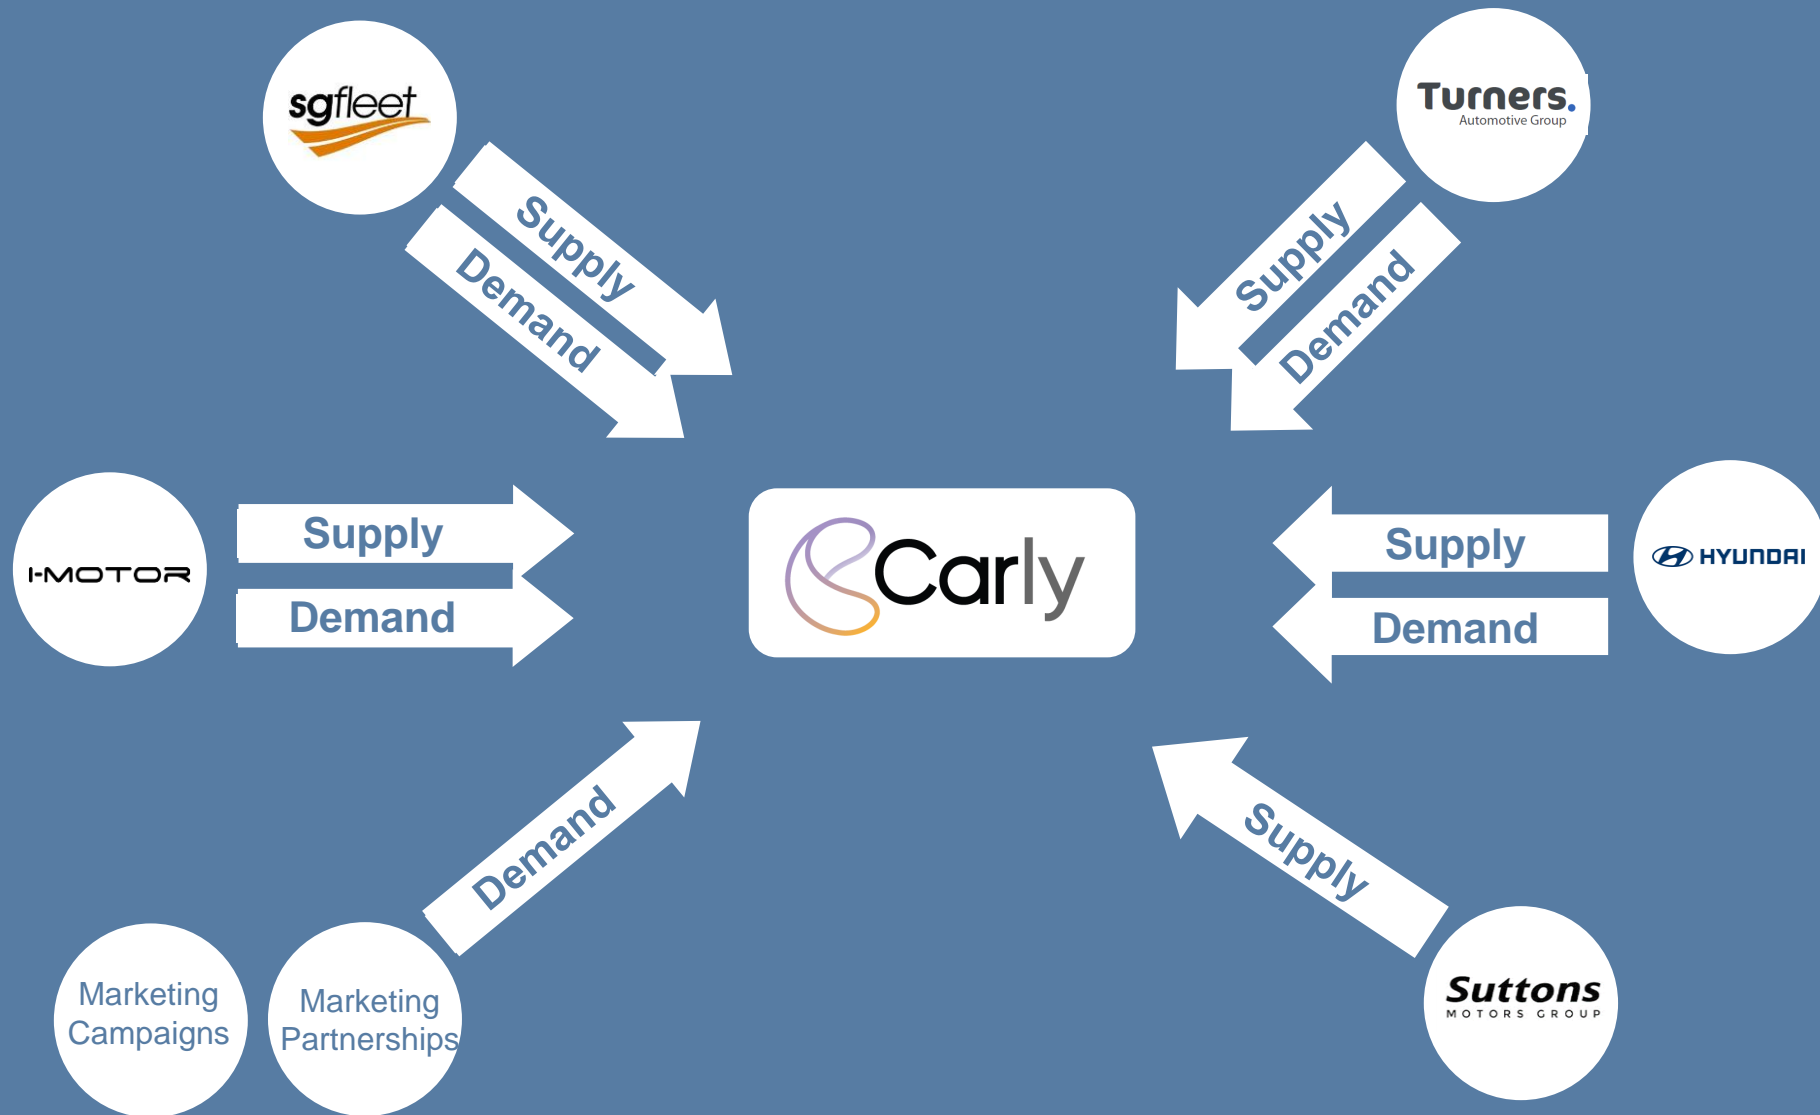 sgfleet
Turners.
Automotive Group
Supply
Demand
Supply
Demand
I-MOTOR
Supply
Demand
Carly
Supply
Demand
HYUNDAI
Demand
Supply
Marketing
Campaigns
Marketing
Partnerships
Suttons
MOTORS GROUP